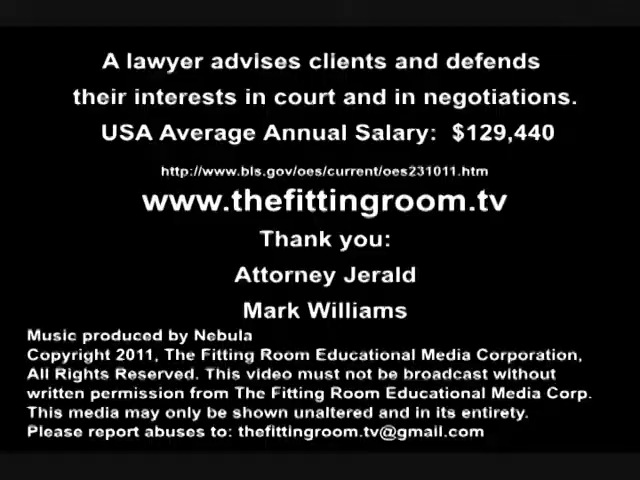 A lawyer advises clients and defends
their interests in court and in negotiations.
USA Average Annual Salary: $129,440
http://www.bls.gov/oes/current/oes231011.htm
www.thefittingroom.tv
Thank you:
Attorney Jerald
Mark Williams
Music produced by Nebula
Copyright 2011, The Fitting Room Educational Media Corporation,
All Rights Reserved. This video must not be broadcast without
written permission from The Fitting Room Educational Media Corp.
This media may only be shown unaltered and in its entirety.
Please report abuses to: thefittingroom.tv@gmail.com